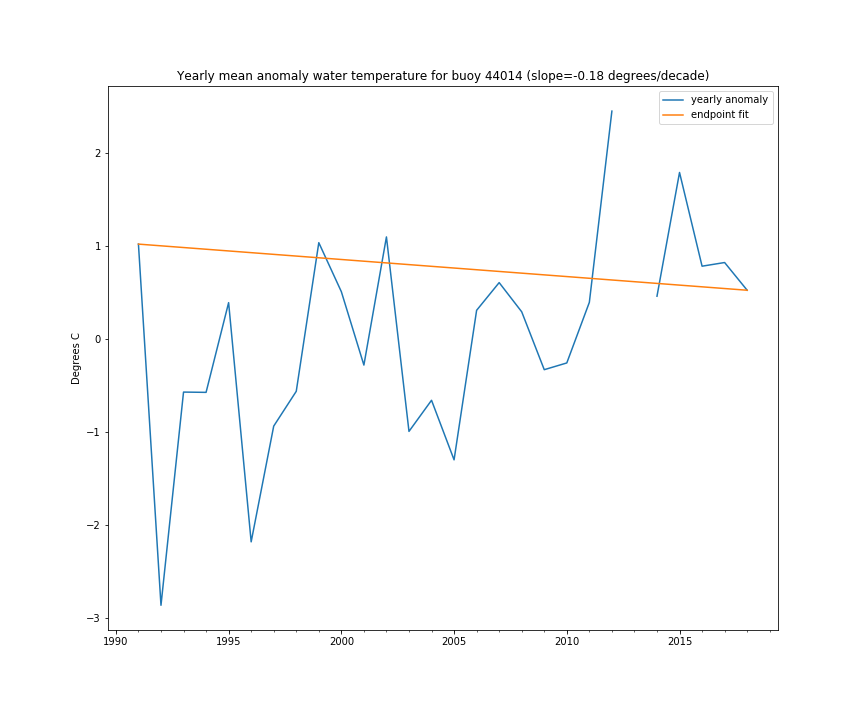 Yearly mean anomaly water temperature for buoy 44014 (slope=-0.18 degrees/decade)
yearly anomaly
endpoint fit
Degrees C
2
1
0
−1
−2
−3
1990 1995 2000 2005 2010 2015